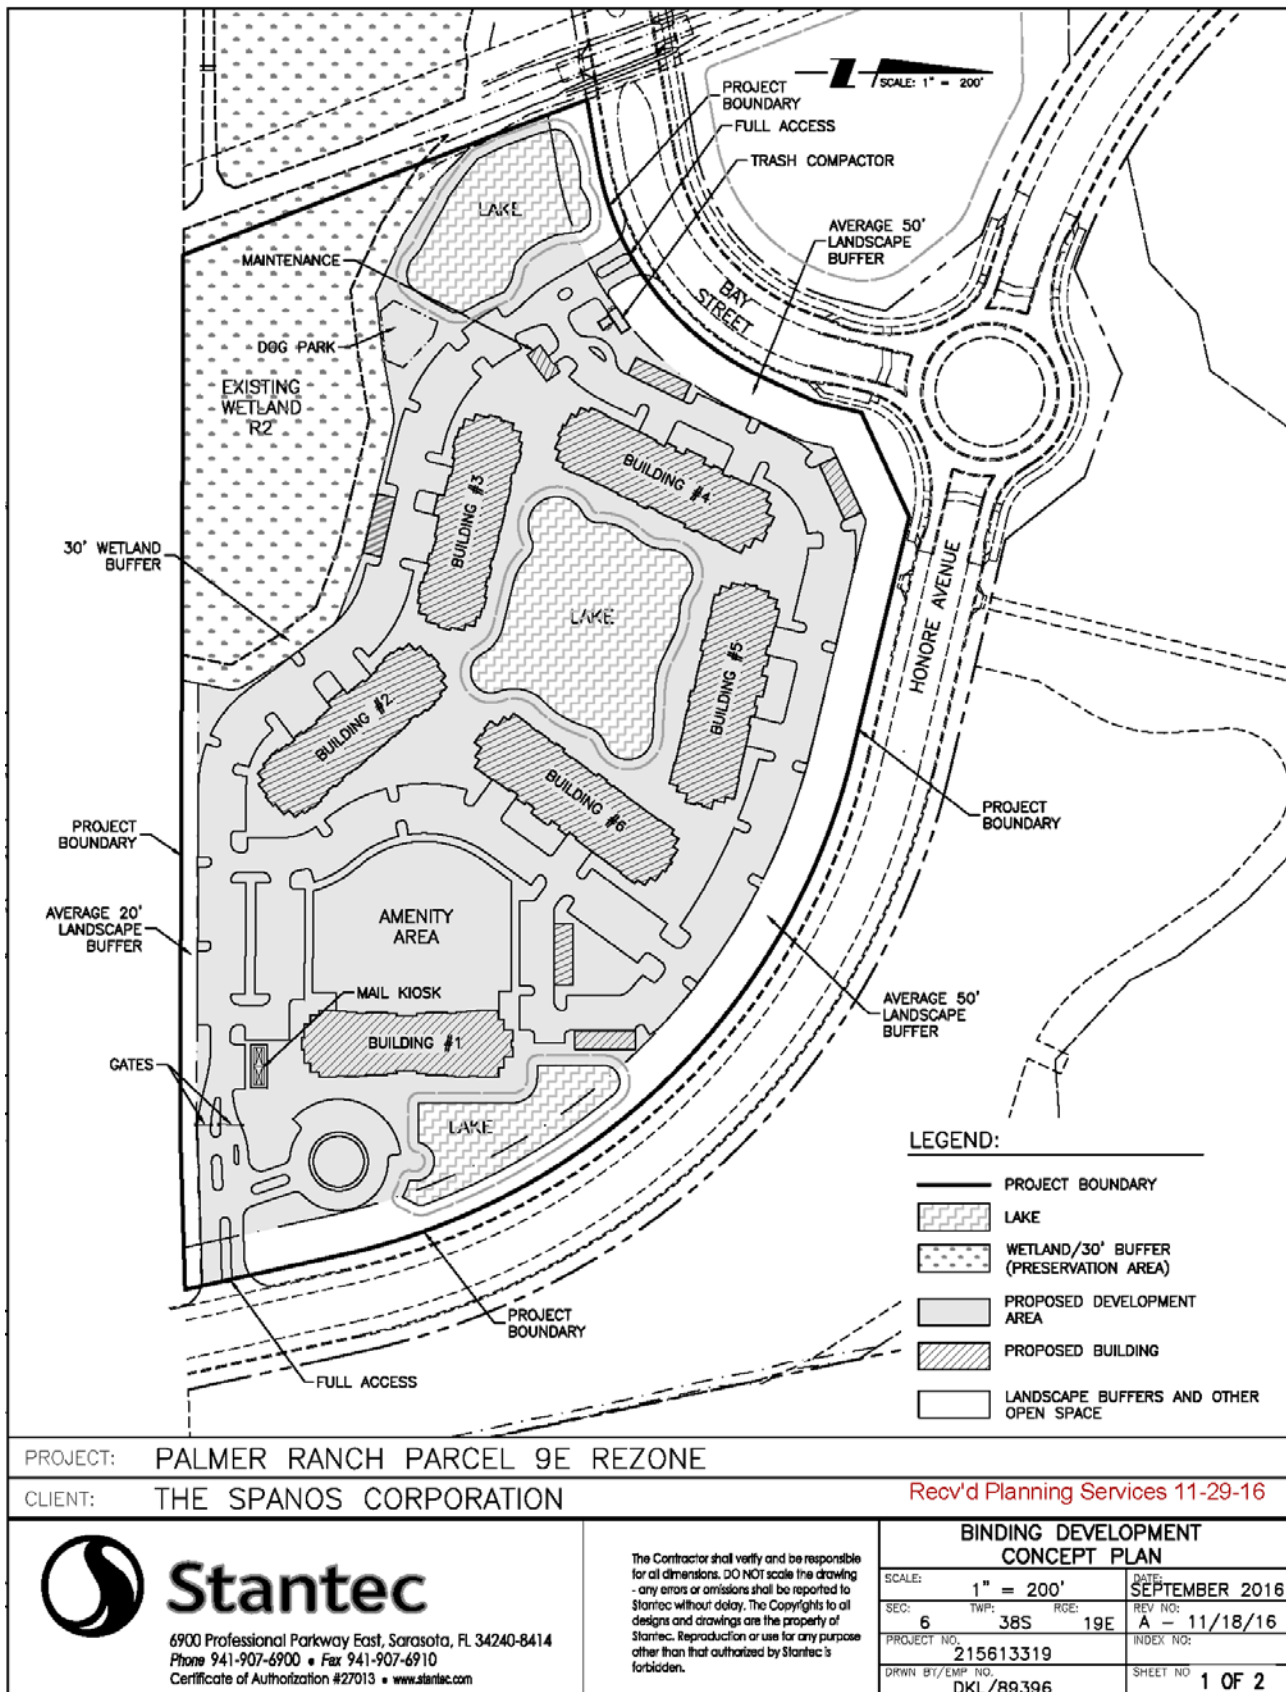 SCALE: 1" = 200'
PROJECT
BOUNDARY
FULL ACCESS
TRASH COMPACTOR
LAKE
AVERAGE 50'
LANDSCAPE
BUFFER
MAINTENANCE
BAY
STREET
DOG PARK
EXISTING
WETLAND
R2
BUILDING #3
BUILDING #4
30' WETLAND
BUFFER
LAKE
HONORE AVENUE
BUILDING #5
BUILDING #2
BUILDING #6
PROJECT
BOUNDARY
PROJECT
BOUNDARY
AVERAGE 20'
LANDSCAPE
BUFFER
AMENITY
AREA
MAIL KIOSK
AVERAGE 50'
LANDSCAPE
BUFFER
BUILDING #1
GATES
LAKE
PROJECT
BOUNDARY
FULL ACCESS
LEGEND:
PROJECT BOUNDARY
LAKE
WETLAND/30' BUFFER
(PRESERVATION AREA)
PROPOSED DEVELOPMENT
AREA
PROPOSED BUILDING
LANDSCAPE BUFFERS AND OTHER
OPEN SPACE
PROJECT: PALMER RANCH PARCEL 9E REZONE
CLIENT: THE SPANOS CORPORATION
Recv'd Planning Services 11-29-16
Stantec
6900 Professional Parkway East, Sarasota, FL 34240-8414
Phone 941-907-6900 • Fax 941-907-6910
Certificate of Authorization #27013 • www.stantec.com
The Contractor shall verify and be responsible
for all dimensions. DO NOT scale the drawing
- any errors or omissions shall be reported to
Stantec without delay. The Copyrights to all
designs and drawings are the property of
Stantec. Reproduction or use for any purpose
other than that authorized by Stantec is
forbidden.
BINDING DEVELOPMENT
CONCEPT PLAN
SCALE: 1" = 200'
DATE: SEPTEMBER 2016
SEC: 6 TWP: 38S RGE: 19E
REV NO: A - 11/18/16
PROJECT NO. 215613319
INDEX NO:
DRWN BY/EMP NO. DKL/89396
SHEET NO 1 OF 2